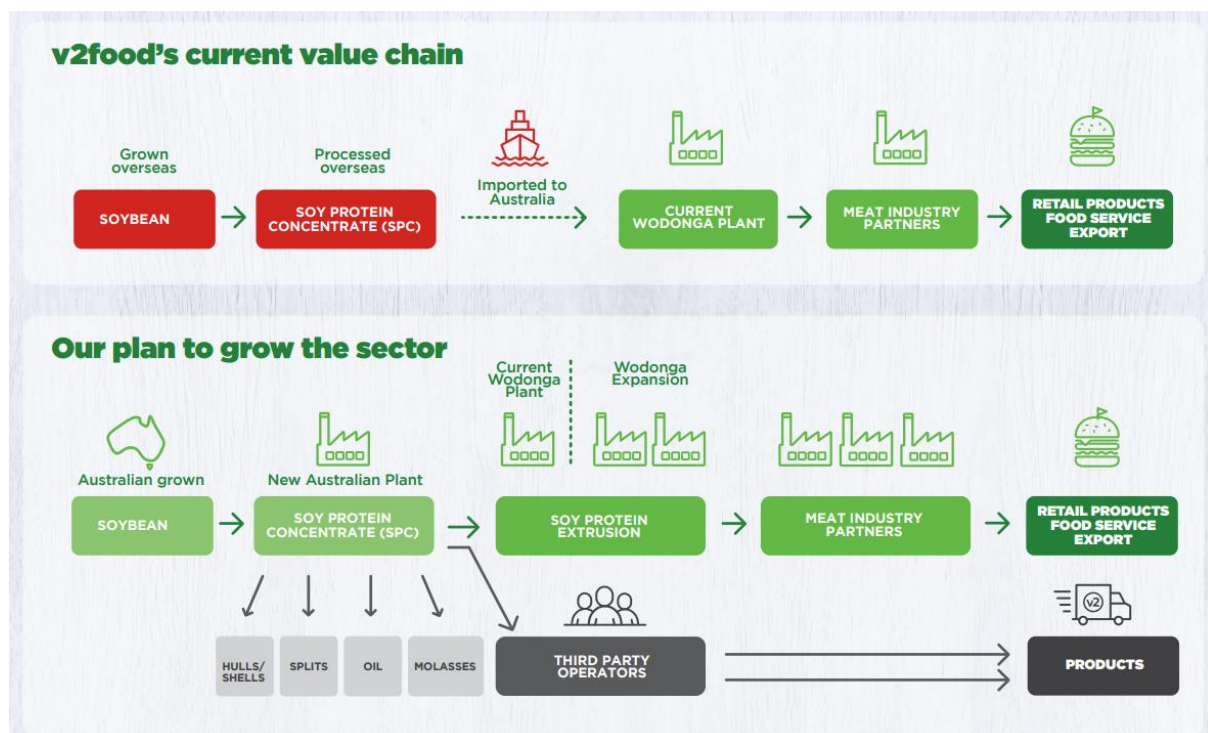 v2food's current value chain
Grown
overseas
SOYBEAN
Processed
overseas
SOY PROTEIN
CONCENTRATE (SPC)
Imported to
Australia
CURRENT
WODONGA PLANT
MEAT INDUSTRY
PARTNERS
RETAIL PRODUCTS
FOOD SERVICE
EXPORT
Our plan to grow the sector
Current
Wodonga
Plant
Wodonga
Expansion
Australian grown
SOYBEAN
New Australian Plant
SOY PROTEIN
CONCENTRATE (SPC)
SOY PROTEIN
EXTRUSION
MEAT INDUSTRY
PARTNERS
RETAIL PRODUCTS
FOOD SERVICE
EXPORT
HULLS/
SHELLS
SPLITS
OIL
MOLASSES
THIRD PARTY
OPERATORS
v2
PRODUCTS